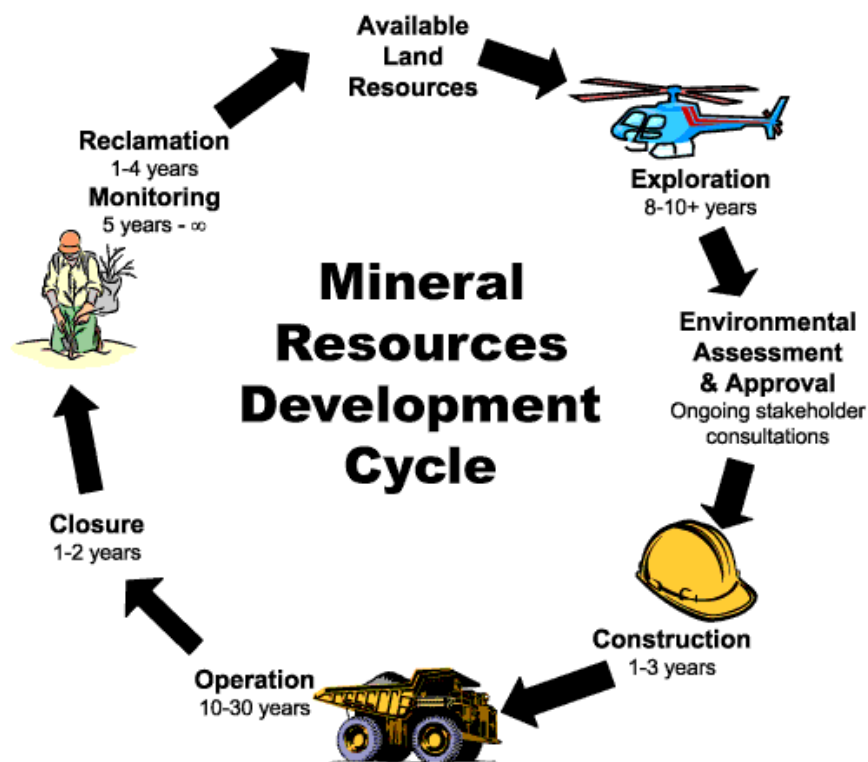 Mineral
Resources
Development
Cycle
Available
Land
Resources
Exploration
8-10+ years
Environmental
Assessment
& Approval
Ongoing stakeholder
consultations
Construction
1-3 years
Operation
10-30 years
Closure
1-2 years
Reclamation
1-4 years
Monitoring
5 years - ∞